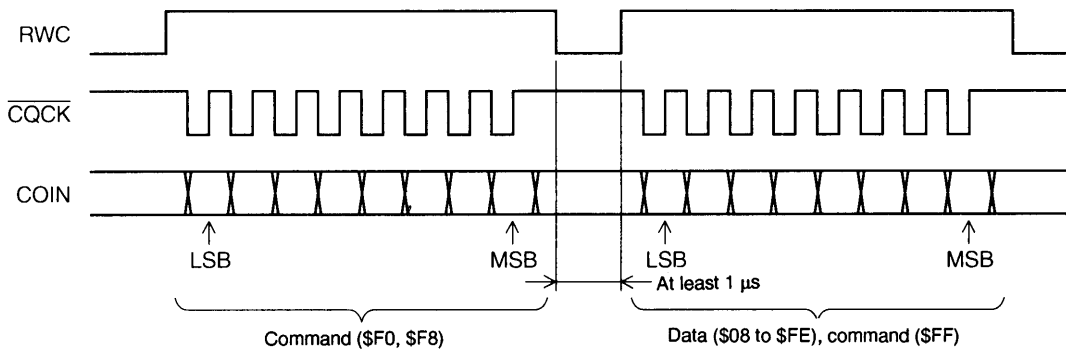 RWC
CQCK
COIN
LSB MSB LSB MSB
At least 1 µs
Command ($F0, $F8) Data ($08 to $FE), command ($FF)